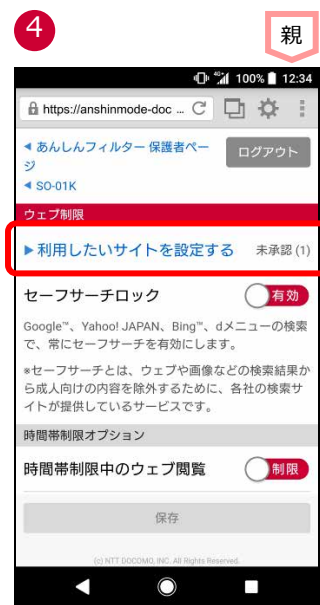 4
親
4G 100% 12:34
https://anshinmode-doc ...
◀ あんしんフィルター 保護者ページ
ログアウト
◀ SO-01K
ウェブ制限
▶利用したいサイトを設定する 未承認 (1)
セーフサーチロック 有効
Google™、Yahoo! JAPAN、Bing™、dメニューの検索
で、常にセーフサーチを有効にします。
*セーフサーチとは、ウェブや画像などの検索結果か
ら成人向けの内容を除外するために、各社の検索サ
イトが提供しているサービスです。
時間帯制限オプション
時間帯制限中のウェブ閲覧 制限
保存
(c) NTT DOCOMO, INC. All Rights Reserved.